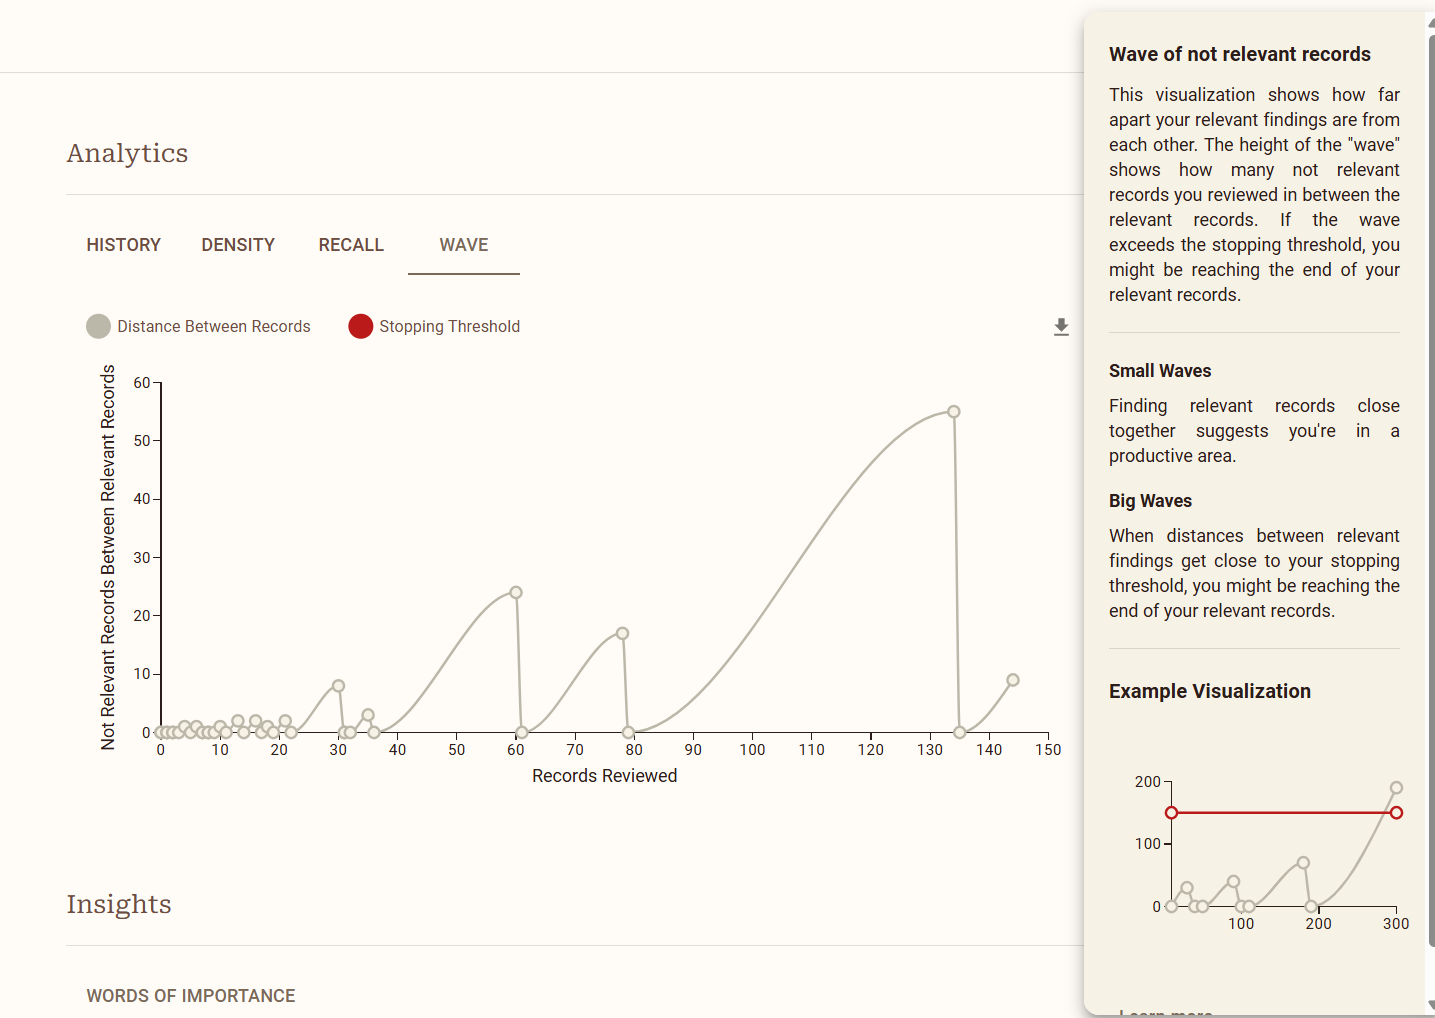 Analytics
HISTORY
DENSITY
RECALL
WAVE
Distance Between Records
Stopping Threshold
Not Relevant Records Between Relevant Records
60
50
40
30
20
10
0
0 10 20 30 40 50 60 70 80 90 100 110 120 130 140 150
Records Reviewed
Insights
WORDS OF IMPORTANCE
Wave of not relevant records
This visualization shows how far
apart your relevant findings are from
each other. The height of the "wave"
shows how many not relevant
records you reviewed in between the
relevant records. If the wave
exceeds the stopping threshold, you
might be reaching the end of your
relevant records.
Small Waves
Finding relevant records close
together suggests you're in a
productive area.
Big Waves
When distances between relevant
findings get close to your stopping
threshold, you might be reaching the
end of your relevant records.
Example Visualization
200
100
0
100 200 300
Learn more